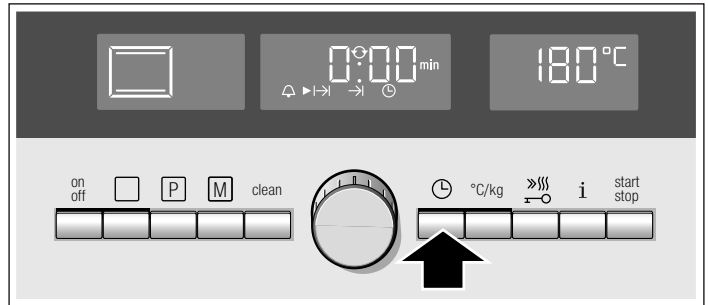 0:00 min
180°C
on
off
P
M
clean
°C/kg
i
start
stop